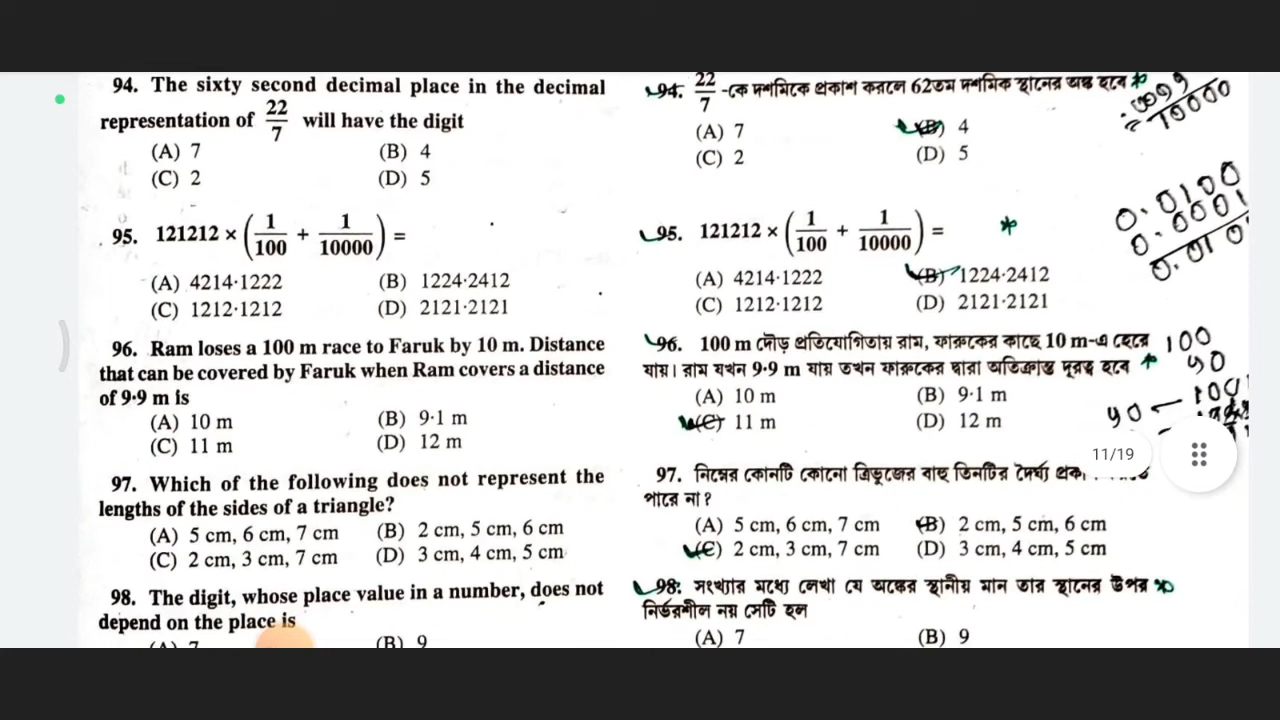 94. The sixty second decimal place in the decimal
representation of 22/7 will have the digit
(A) 7 (B) 4
(C) 2 (D) 5
95. 121212 × (1/100 + 1/10000) =
(A) 4214·1222 (B) 1224·2412
(C) 1212·1212 (D) 2121·2121
96. Ram loses a 100 m race to Faruk by 10 m. Distance
that can be covered by Faruk when Ram covers a distance
of 9·9 m is
(A) 10 m (B) 9·1 m
(C) 11 m (D) 12 m
97. Which of the following does not represent the
lengths of the sides of a triangle?
(A) 5 cm, 6 cm, 7 cm (B) 2 cm, 5 cm, 6 cm
(C) 2 cm, 3 cm, 7 cm (D) 3 cm, 4 cm, 5 cm
98. The digit, whose place value in a number, does not
depend on the place is
(A) 7 (B) 9
94. 22/7 -কে দশমিকে প্রকাশ করলে 62তম দশমিক স্থানের অঙ্ক হবে
(A) 7 (B) 4
(C) 2 (D) 5
95. 121212 × (1/100 + 1/10000) =
(A) 4214·1222 (B) 1224·2412
(C) 1212·1212 (D) 2121·2121
96. 100 m দৌড় প্রতিযোগিতায় রাম, ফারুকের কাছে 10 m-এ হেরে
যায়। রাম যখন 9·9 m যায় তখন ফারুকের দ্বারা অতিক্রান্ত দূরত্ব হবে
(A) 10 m (B) 9·1 m
(C) 11 m (D) 12 m
97. নিম্নের কোনটি কোনো ত্রিভুজের বাহু তিনটির দৈর্ঘ্য
পারে না?
(A) 5 cm, 6 cm, 7 cm (B) 2 cm, 5 cm, 6 cm
(C) 2 cm, 3 cm, 7 cm (D) 3 cm, 4 cm, 5 cm
98. সংখ্যার মধ্যে লেখা যে অঙ্কের স্থানীয় মান তার স্থানের উপর
নির্ভরশীল নয় সেটি হল
(A) 7 (B) 9
10000
0.0100
0.0001
0.010
100
90
90 — 100
11/19